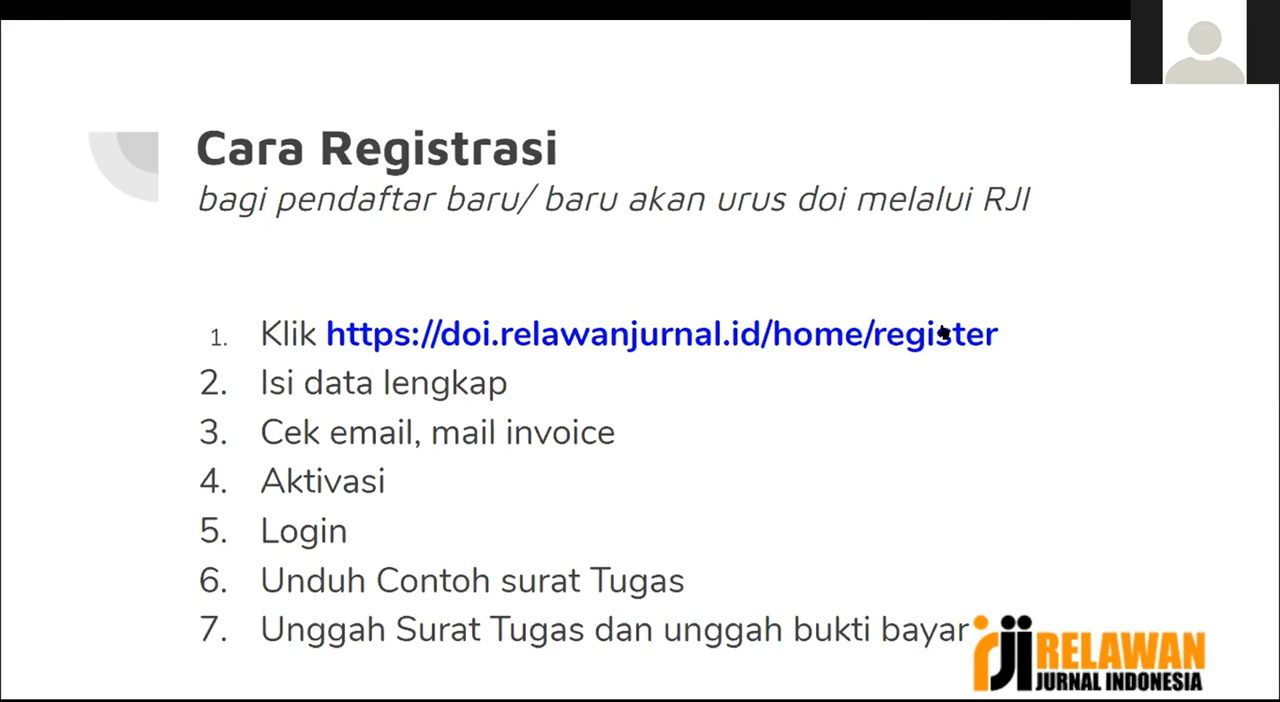 Cara Registrasi
bagi pendaftar baru/ baru akan urus doi melalui RJI
1. Klik https://doi.relawanjurnal.id/home/register
2. Isi data lengkap
3. Cek email, mail invoice
4. Aktivasi
5. Login
6. Unduh Contoh surat Tugas
7. Unggah Surat Tugas dan unggah bukti bayar
rji RELAWAN
JURNAL INDONESIA